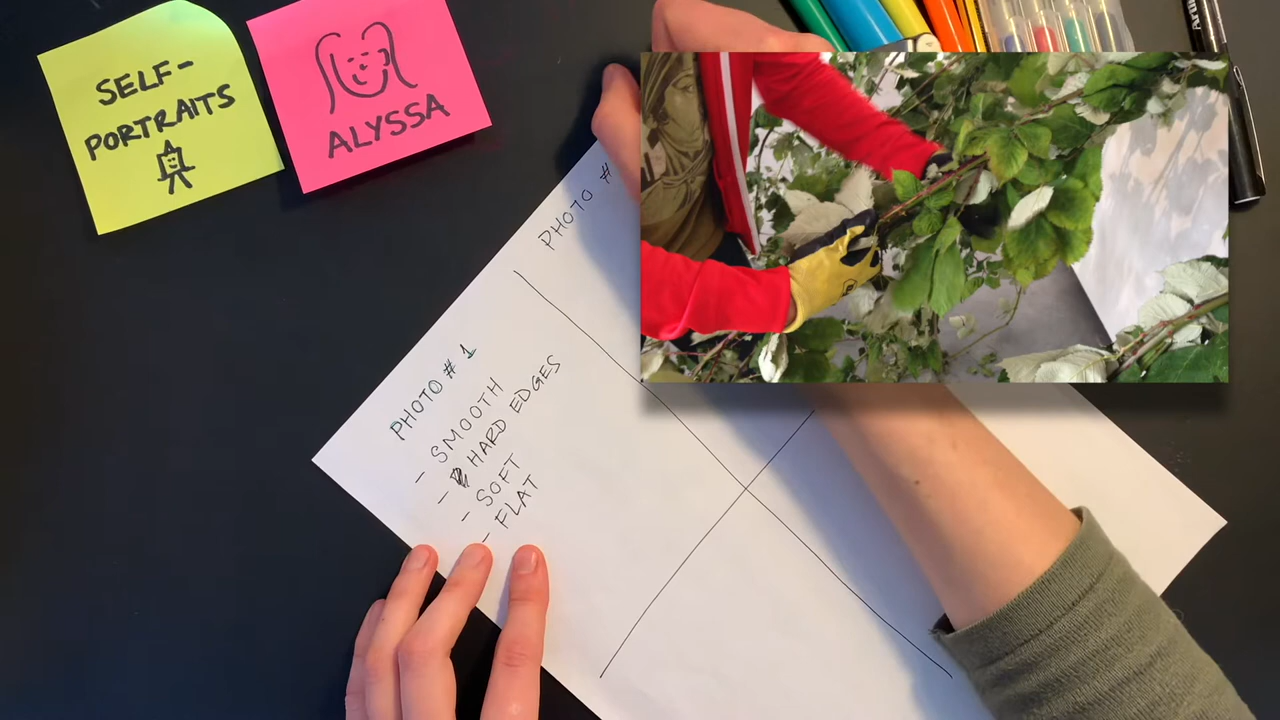 SELF-
PORTRAITS
ALYSSA
PHOTO #
PHOTO # 1
- SMOOTH
- HARD EDGES
- SOFT
- FLAT